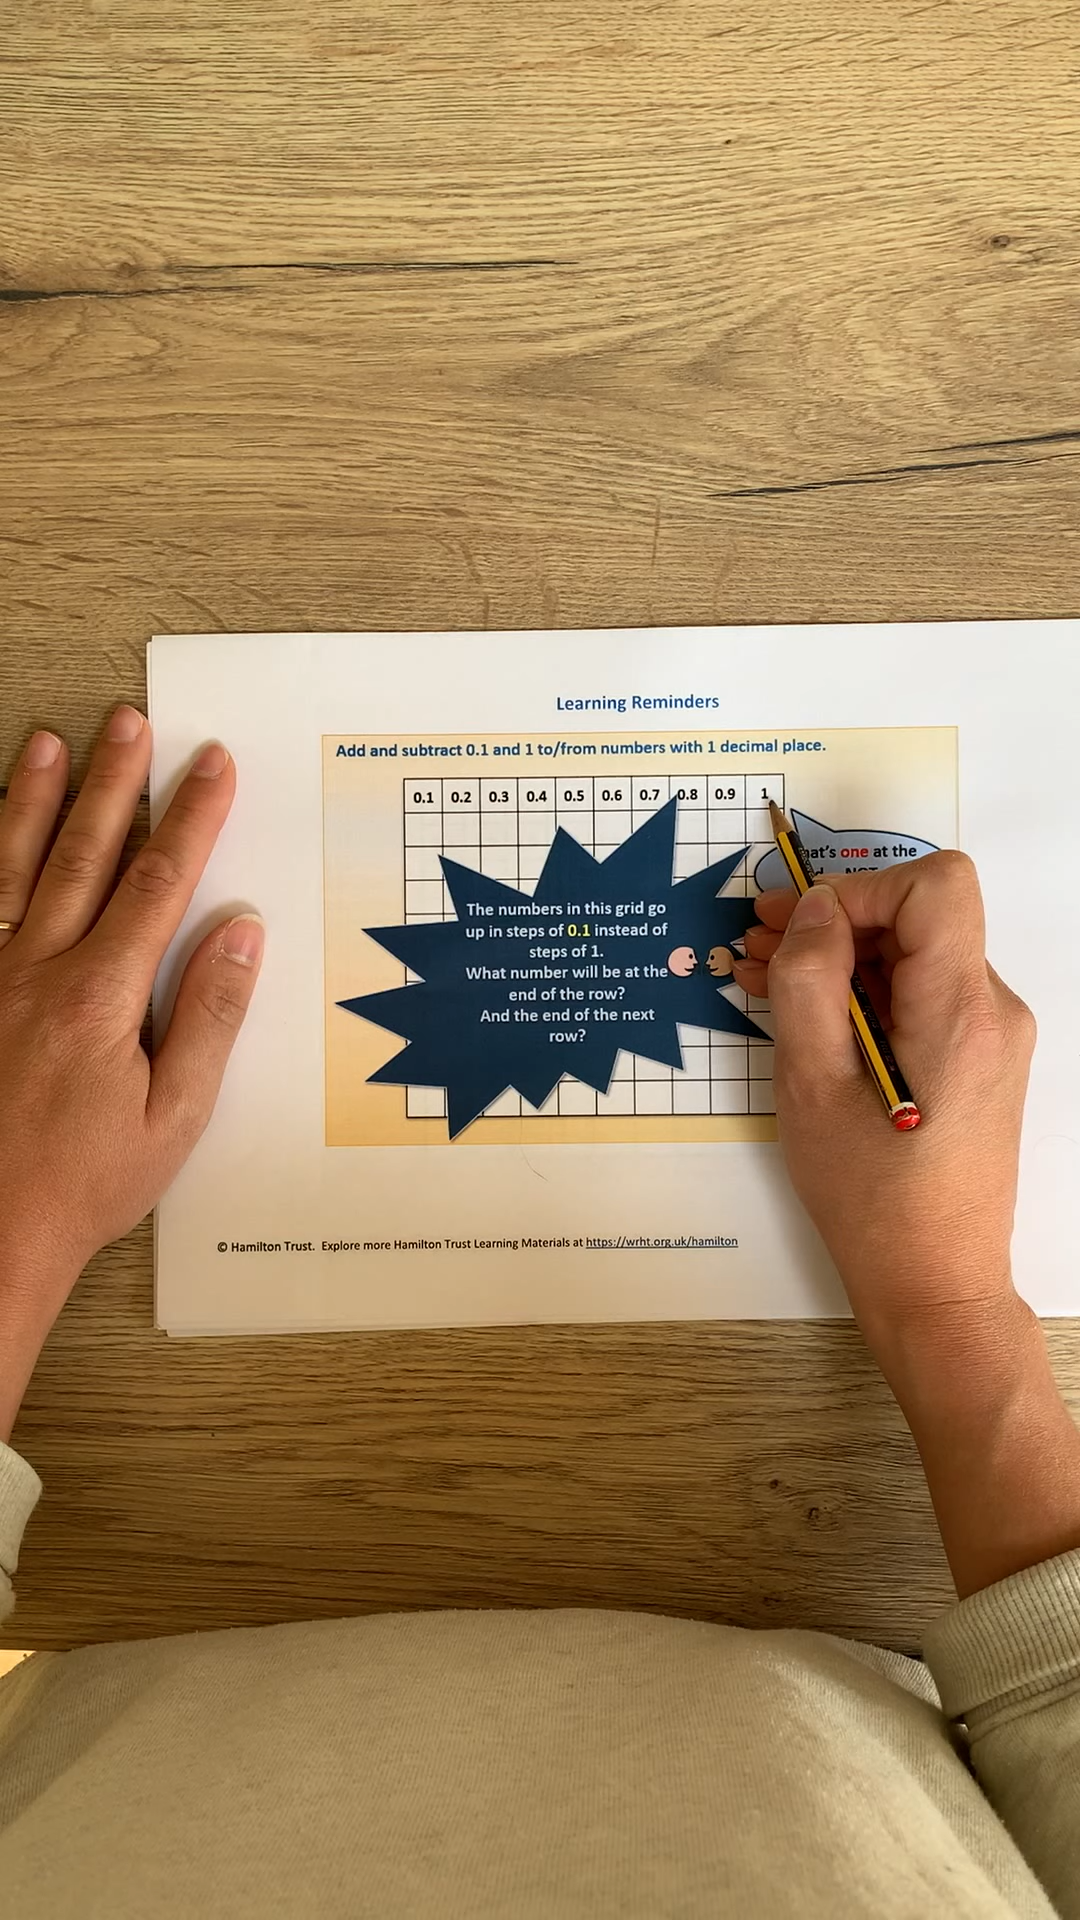 Learning Reminders
Add and subtract 0.1 and 1 to/from numbers with 1 decimal place.
0.1 0.2 0.3 0.4 0.5 0.6 0.7 0.8 0.9 1
one at the
The numbers in this grid go
up in steps of 0.1 instead of
steps of 1.
What number will be at the
end of the row?
And the end of the next
row?
© Hamilton Trust. Explore more Hamilton Trust Learning Materials at https://wrht.org.uk/hamilton